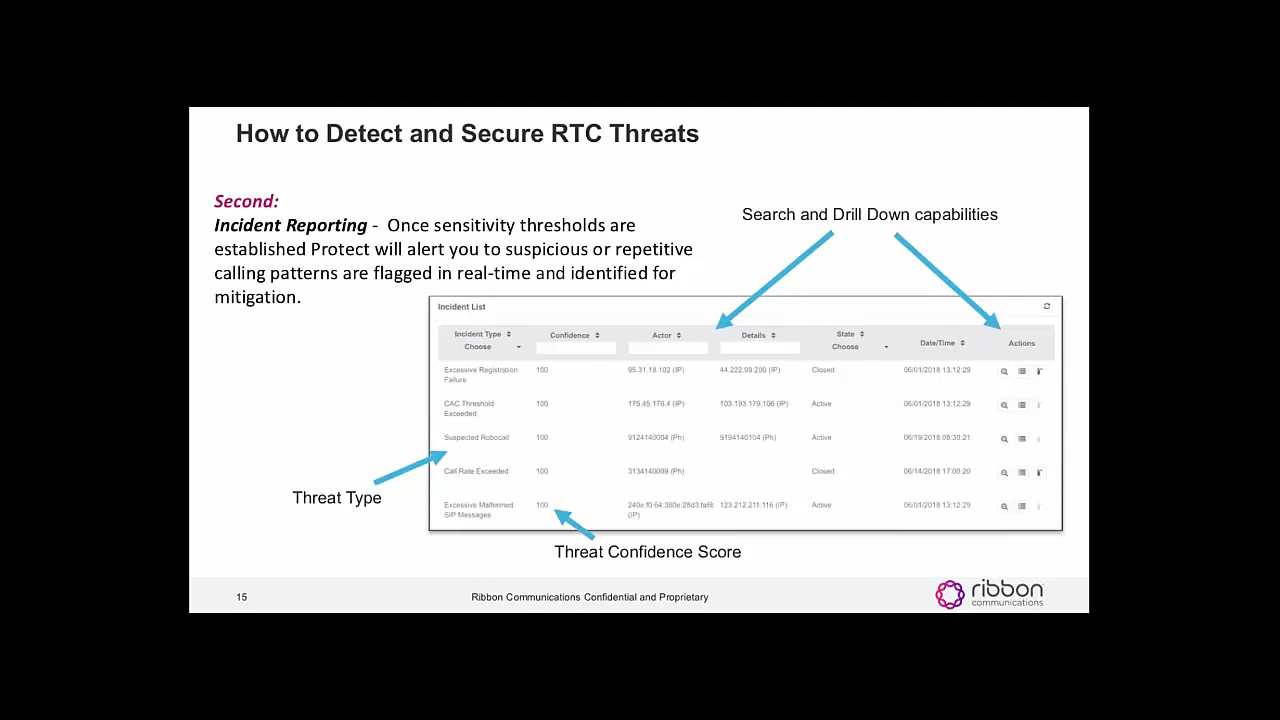 How to Detect and Secure RTC Threats
Second:
Incident Reporting - Once sensitivity thresholds are
established Protect will alert you to suspicious or repetitive
calling patterns are flagged in real-time and identified for
mitigation.
Search and Drill Down capabilities
Incident List
Incident Type Confidence Actor Details State Date/Time Actions
Choose Choose
Excessive Registration 100 95.31.18.102 (IP) 44.222.99.200 (IP) Closed 06/01/2018 13:12:29
Failure
CAC Threshold 100 175.45.176.4 (IP) 103.193.179.106 (IP) Active 06/01/2018 13:12:29
Exceeded
Suspected Robocall 100 9124140004 (Ph) 9194140104 (Ph) Active 06/19/2018 08:30:21
Call Rate Exceeded 100 3134140009 (Ph) Closed 06/14/2018 17:00:20
Excessive Malformed 100 123.212.211.116 (IP) Active 06/01/2018 13:12:29
SIP Messages (IP)
Threat Type
Threat Confidence Score
15
Ribbon Communications Confidential and Proprietary
ribbon
communications